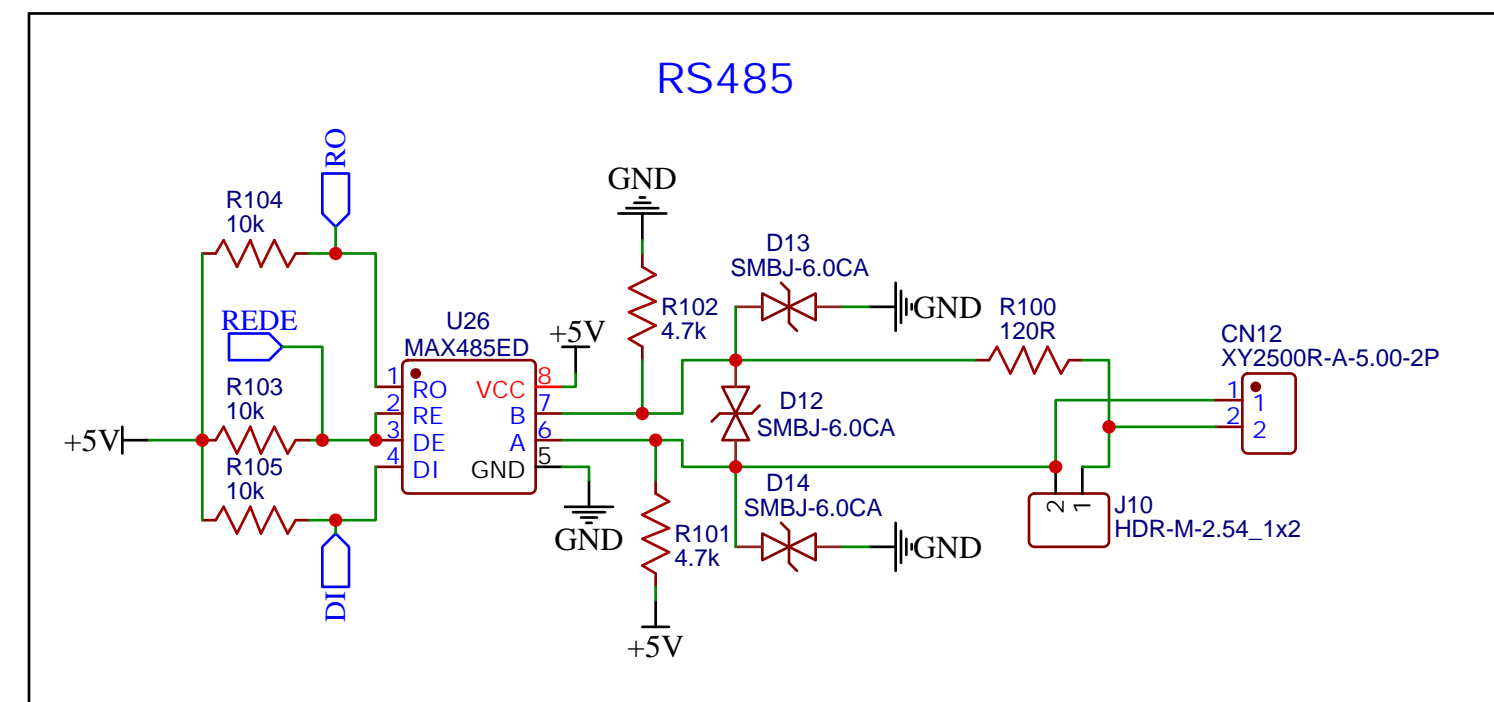 RS485
RO
R104
10k
REDE
R103
10k
+5V
R105
10k
DI
U26
MAX485ED
1
RO
2
RE
3
DE
4
DI
VCC
8
B
7
A
6
GND
5
+5V
GND
GND
R102
4.7k
R101
4.7k
+5V
D13
SMBJ-6.0CA
GND
D12
SMBJ-6.0CA
D14
SMBJ-6.0CA
GND
R100
120R
CN12
XY2500R-A-5.00-2P
1
1
2
2
2
1
J10
HDR-M-2.54_1x2